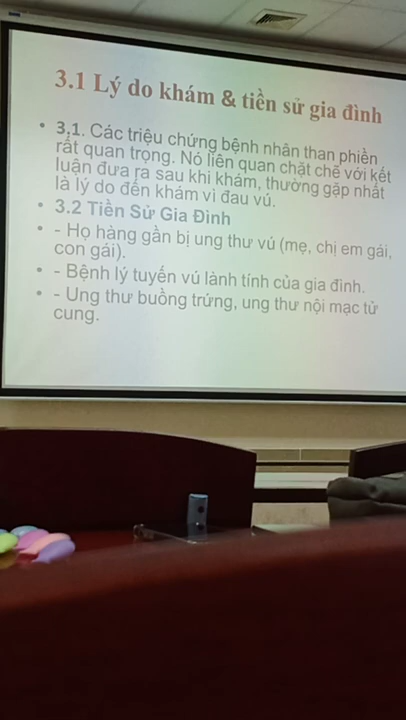 3.1 Lý do khám & tiền sử gia đình
• 3,1. Các triệu chứng bệnh nhân than phiền
rất quan trọng. Nó liên quan chặt chẽ với kết
luận đưa ra sau khi khám, thường gặp nhất
là lý do đến khám vì đau vú.
• 3.2 Tiền Sử Gia Đình
• - Họ hàng gần bị ung thư vú (mẹ, chị em gái,
con gái).
• - Bệnh lý tuyến vú lành tính của gia đình.
• - Ung thư buồng trứng, ung thư nội mạc tử
cung.